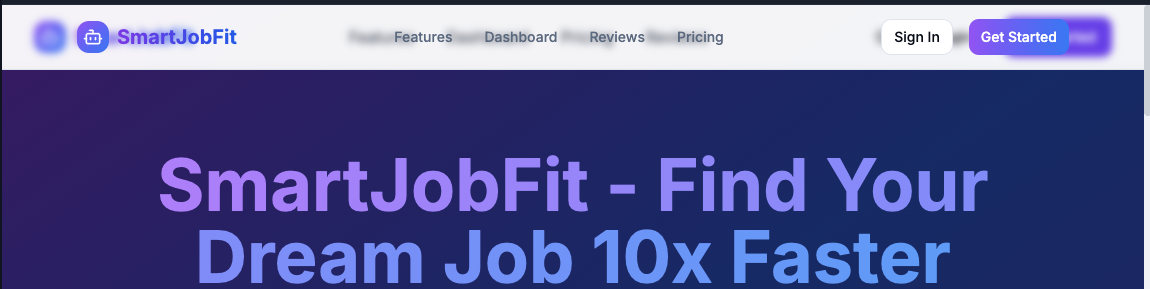 SmartJobFit
Features Dashboard Reviews Pricing
Sign In Get Started
SmartJobFit - Find Your
Dream Job 10x Faster